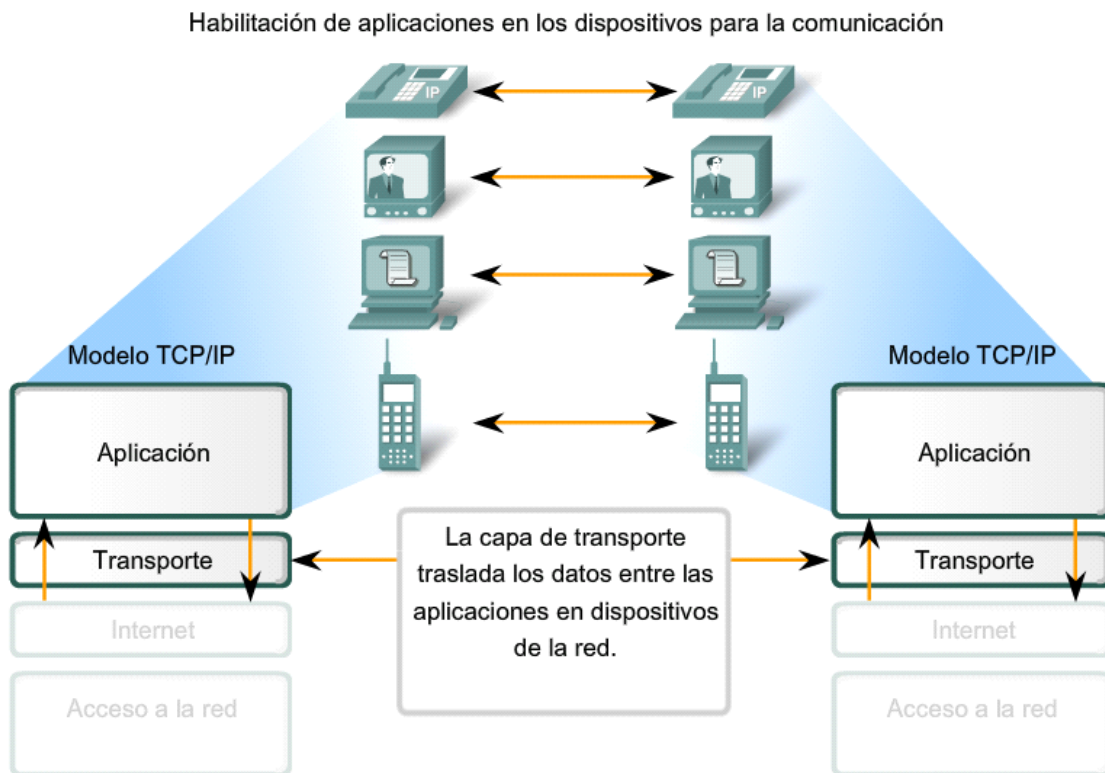 Habilitación de aplicaciones en los dispositivos para la comunicación
IP
IP
Modelo TCP/IP
Modelo TCP/IP
Aplicación
Aplicación
Transporte
La capa de transporte
traslada los datos entre las
aplicaciones en dispositivos
de la red.
Transporte
Internet
Internet
Acceso a la red
Acceso a la red